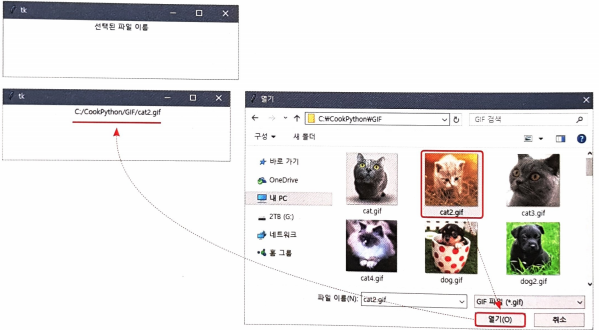 tk
선택된 파일 이름
tk
C:/CookPython/GIF/cat2.gif
열기
C:₩CookPython₩GIF
GIF 검색
구성
새 폴더
바로 가기
OneDrive
내 PC
2TB (G:)
네트워크
홈 그룹
cat.gif
cat2.gif
cat3.gif
cat4.gif
dog.gif
dog2.gif
파일 이름(N):
cat2.gif
GIF 파일 (*.gif)
열기(O)
취소